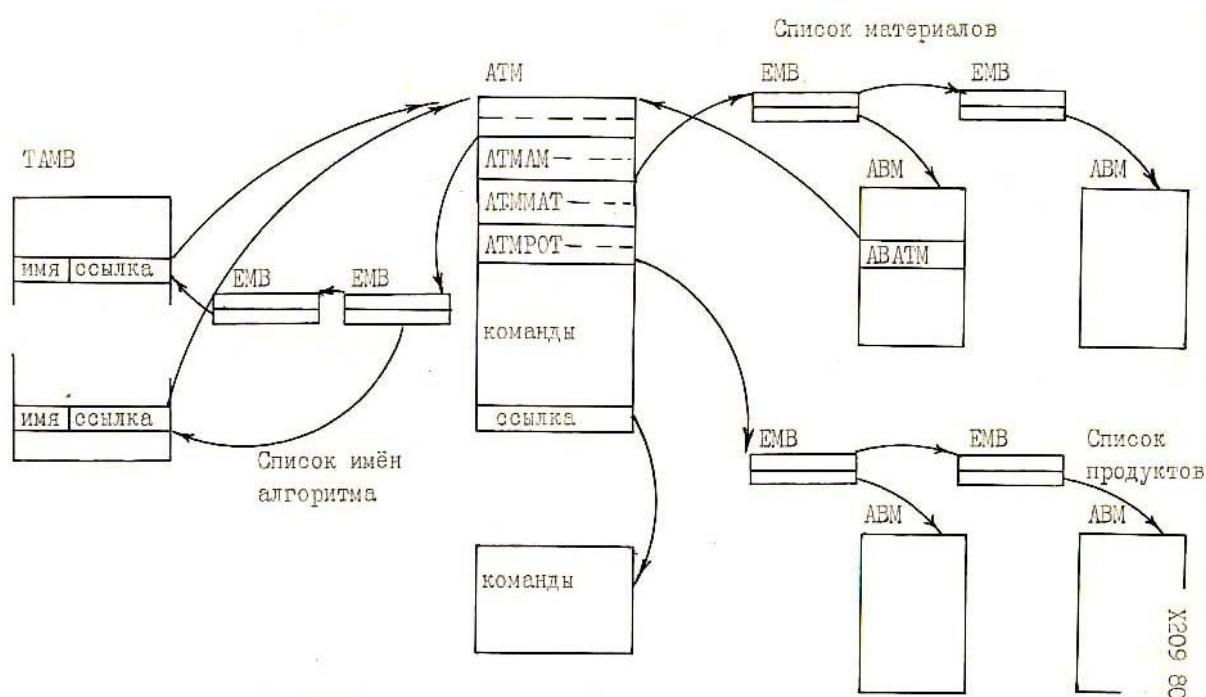 Список материалов
АТМ
ЕМВ
ЕМВ
ТАМВ
АТМАМ
АВМ
АВМ
АТММАТ
АТМРОТ
АВАТМ
имя
ссылка
ЕМВ
ЕМВ
команды
имя
ссылка
ссылка
Список имён
алгоритма
ЕМВ
ЕМВ
Список
продуктов
АВМ
АВМ
команды
Х209 80